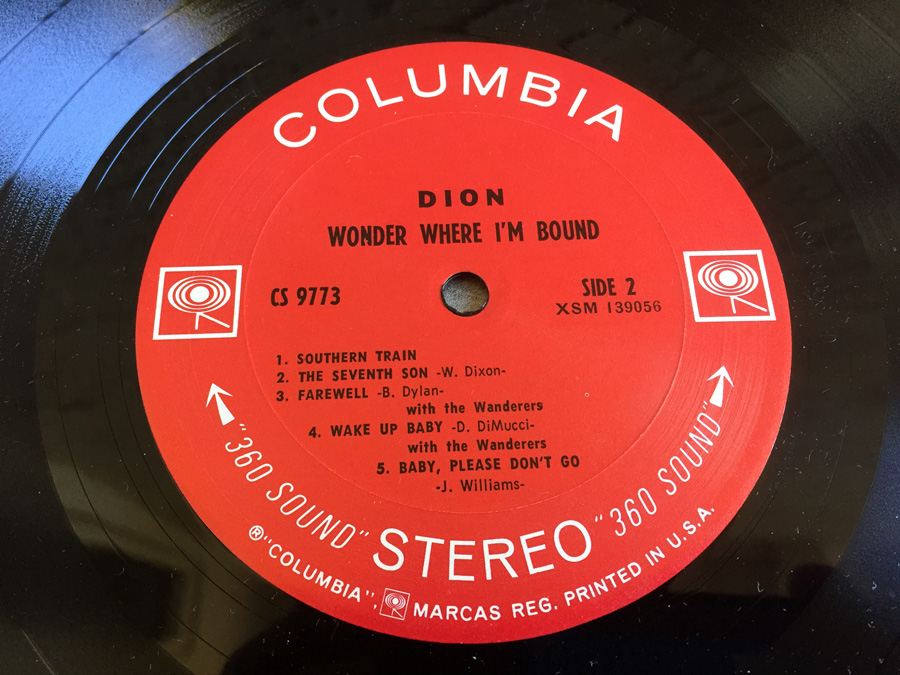 COLUMBIA
DION
WONDER WHERE I'M BOUND
CS 9773
SIDE 2
XSM 139056
1. SOUTHERN TRAIN
2. THE SEVENTH SON -W. Dixon-
3. FAREWELL -B. Dylan-
with the Wanderers
4. WAKE UP BABY -D. DiMucci-
with the Wanderers
5. BABY, PLEASE DON'T GO
-J. Williams-
"360 SOUND" STEREO "360 SOUND"
®"COLUMBIA", MARCAS REG. PRINTED IN U.S.A.